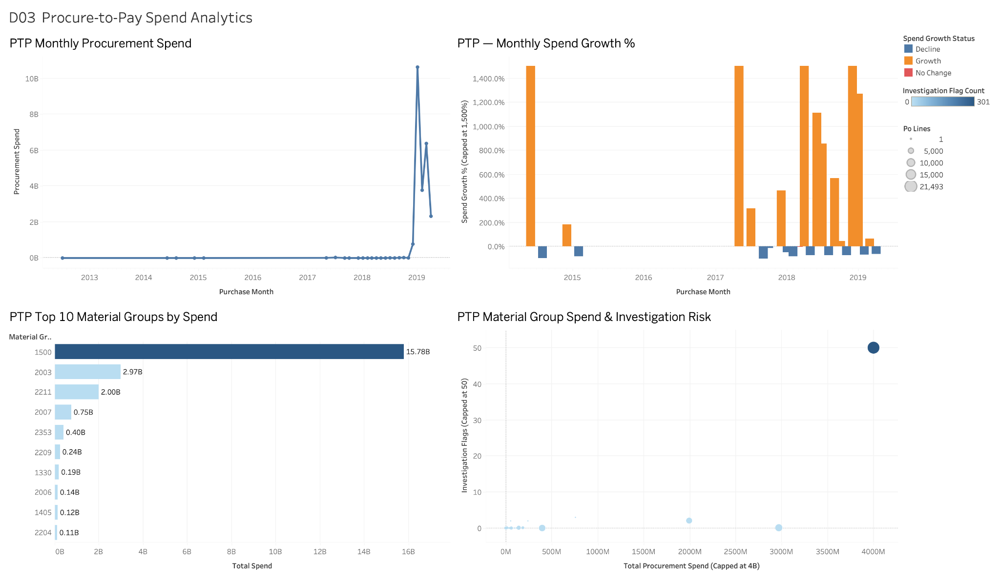 D03 Procure-to-Pay Spend Analytics
PTP Monthly Procurement Spend
Procurement Spend
10B
8B
6B
4B
2B
0B
2013 2014 2015 2016 2017 2018 2019
Purchase Month
PTP — Monthly Spend Growth %
Spend Growth % (Capped at 1,500%)
1,400.0%
1,200.0%
1,000.0%
800.0%
600.0%
400.0%
200.0%
0.0%
2015 2016 2017 2018 2019
Purchase Month
Spend Growth Status
Decline
Growth
No Change
Investigation Flag Count
0 301
Po Lines
1
5,000
10,000
15,000
21,493
PTP Top 10 Material Groups by Spend
Material Gr..
1500 15.78B
2003 2.97B
2211 2.00B
2007 0.75B
2353 0.40B
2209 0.24B
1330 0.19B
2006 0.14B
1405 0.12B
2204 0.11B
0B 2B 4B 6B 8B 10B 12B 14B 16B
Total Spend
PTP Material Group Spend & Investigation Risk
Investigation Flags (Capped at 50)
50
40
30
20
10
0
0M 500M 1000M 1500M 2000M 2500M 3000M 3500M 4000M
Total Procurement Spend (Capped at 4B)